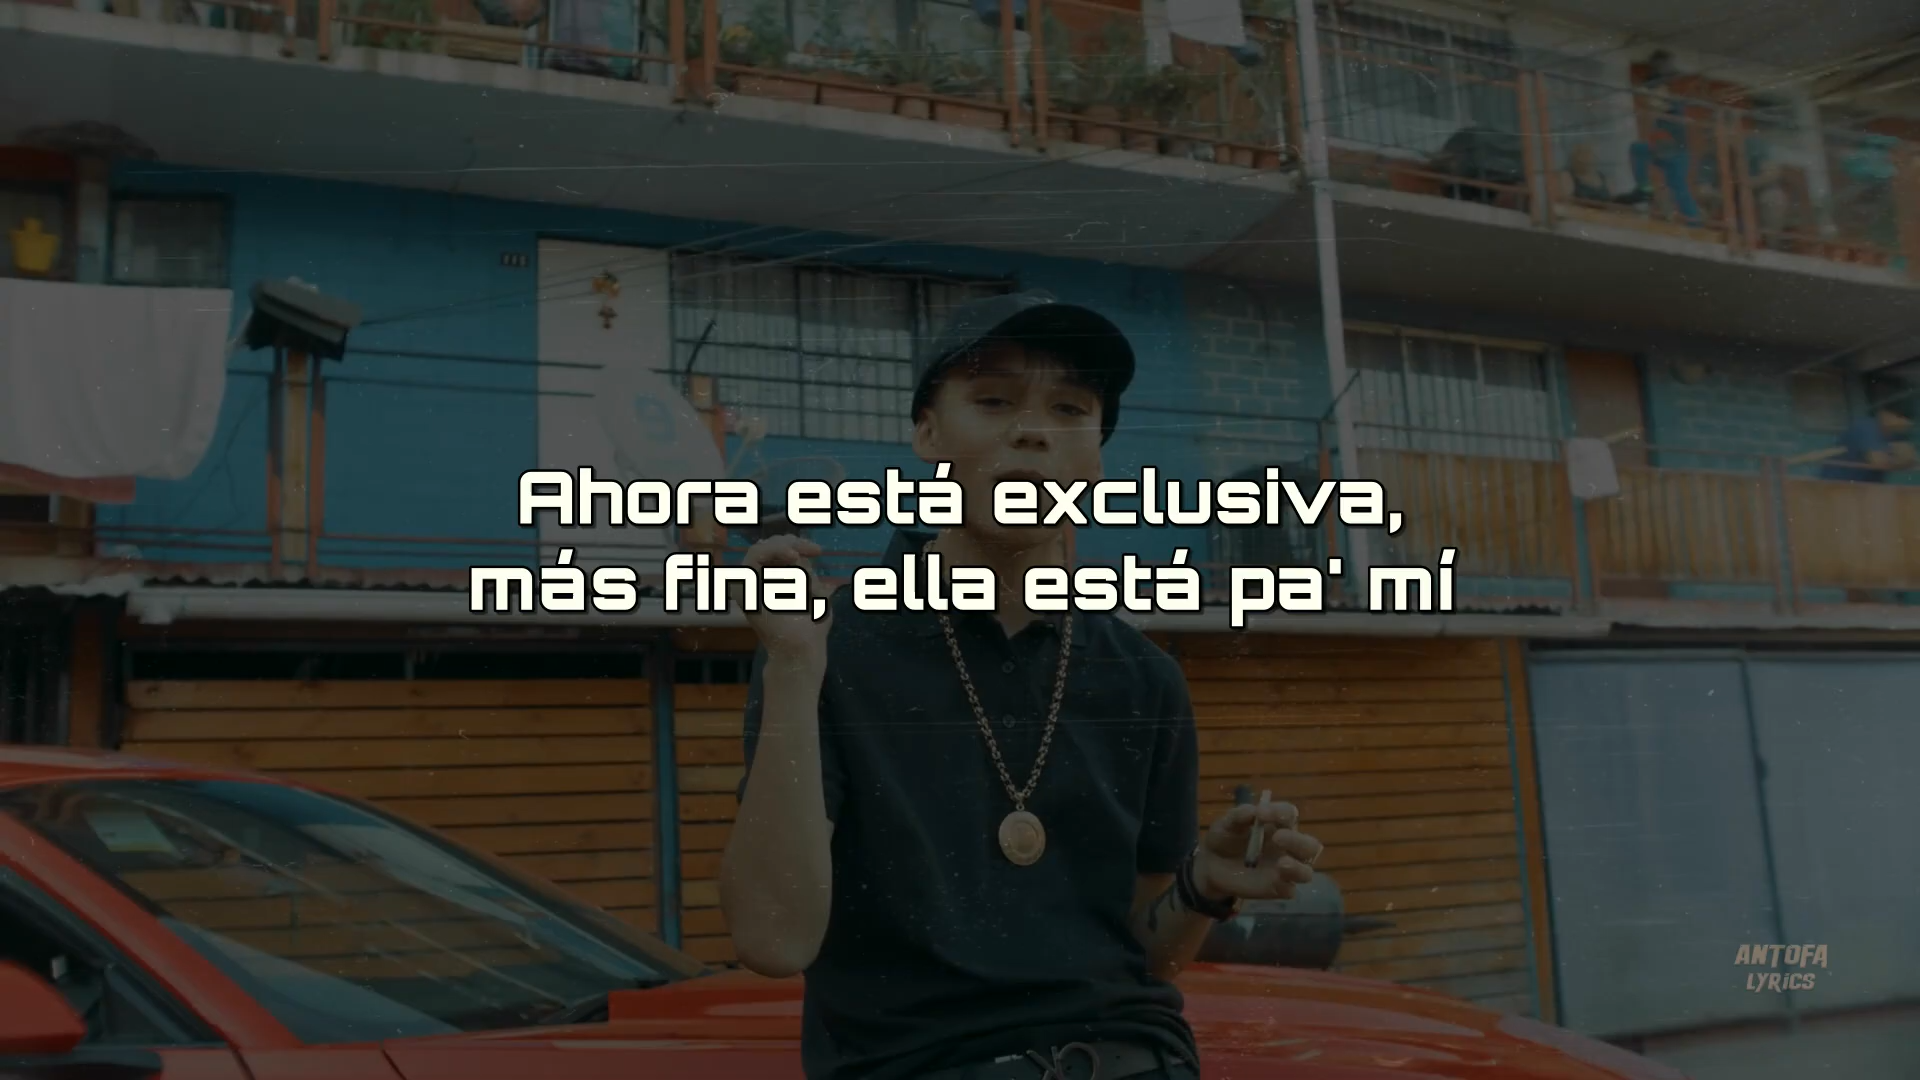 Ahora está exclusiva,
más fina, ella está pa' mí
ANTOFA
LYRICS